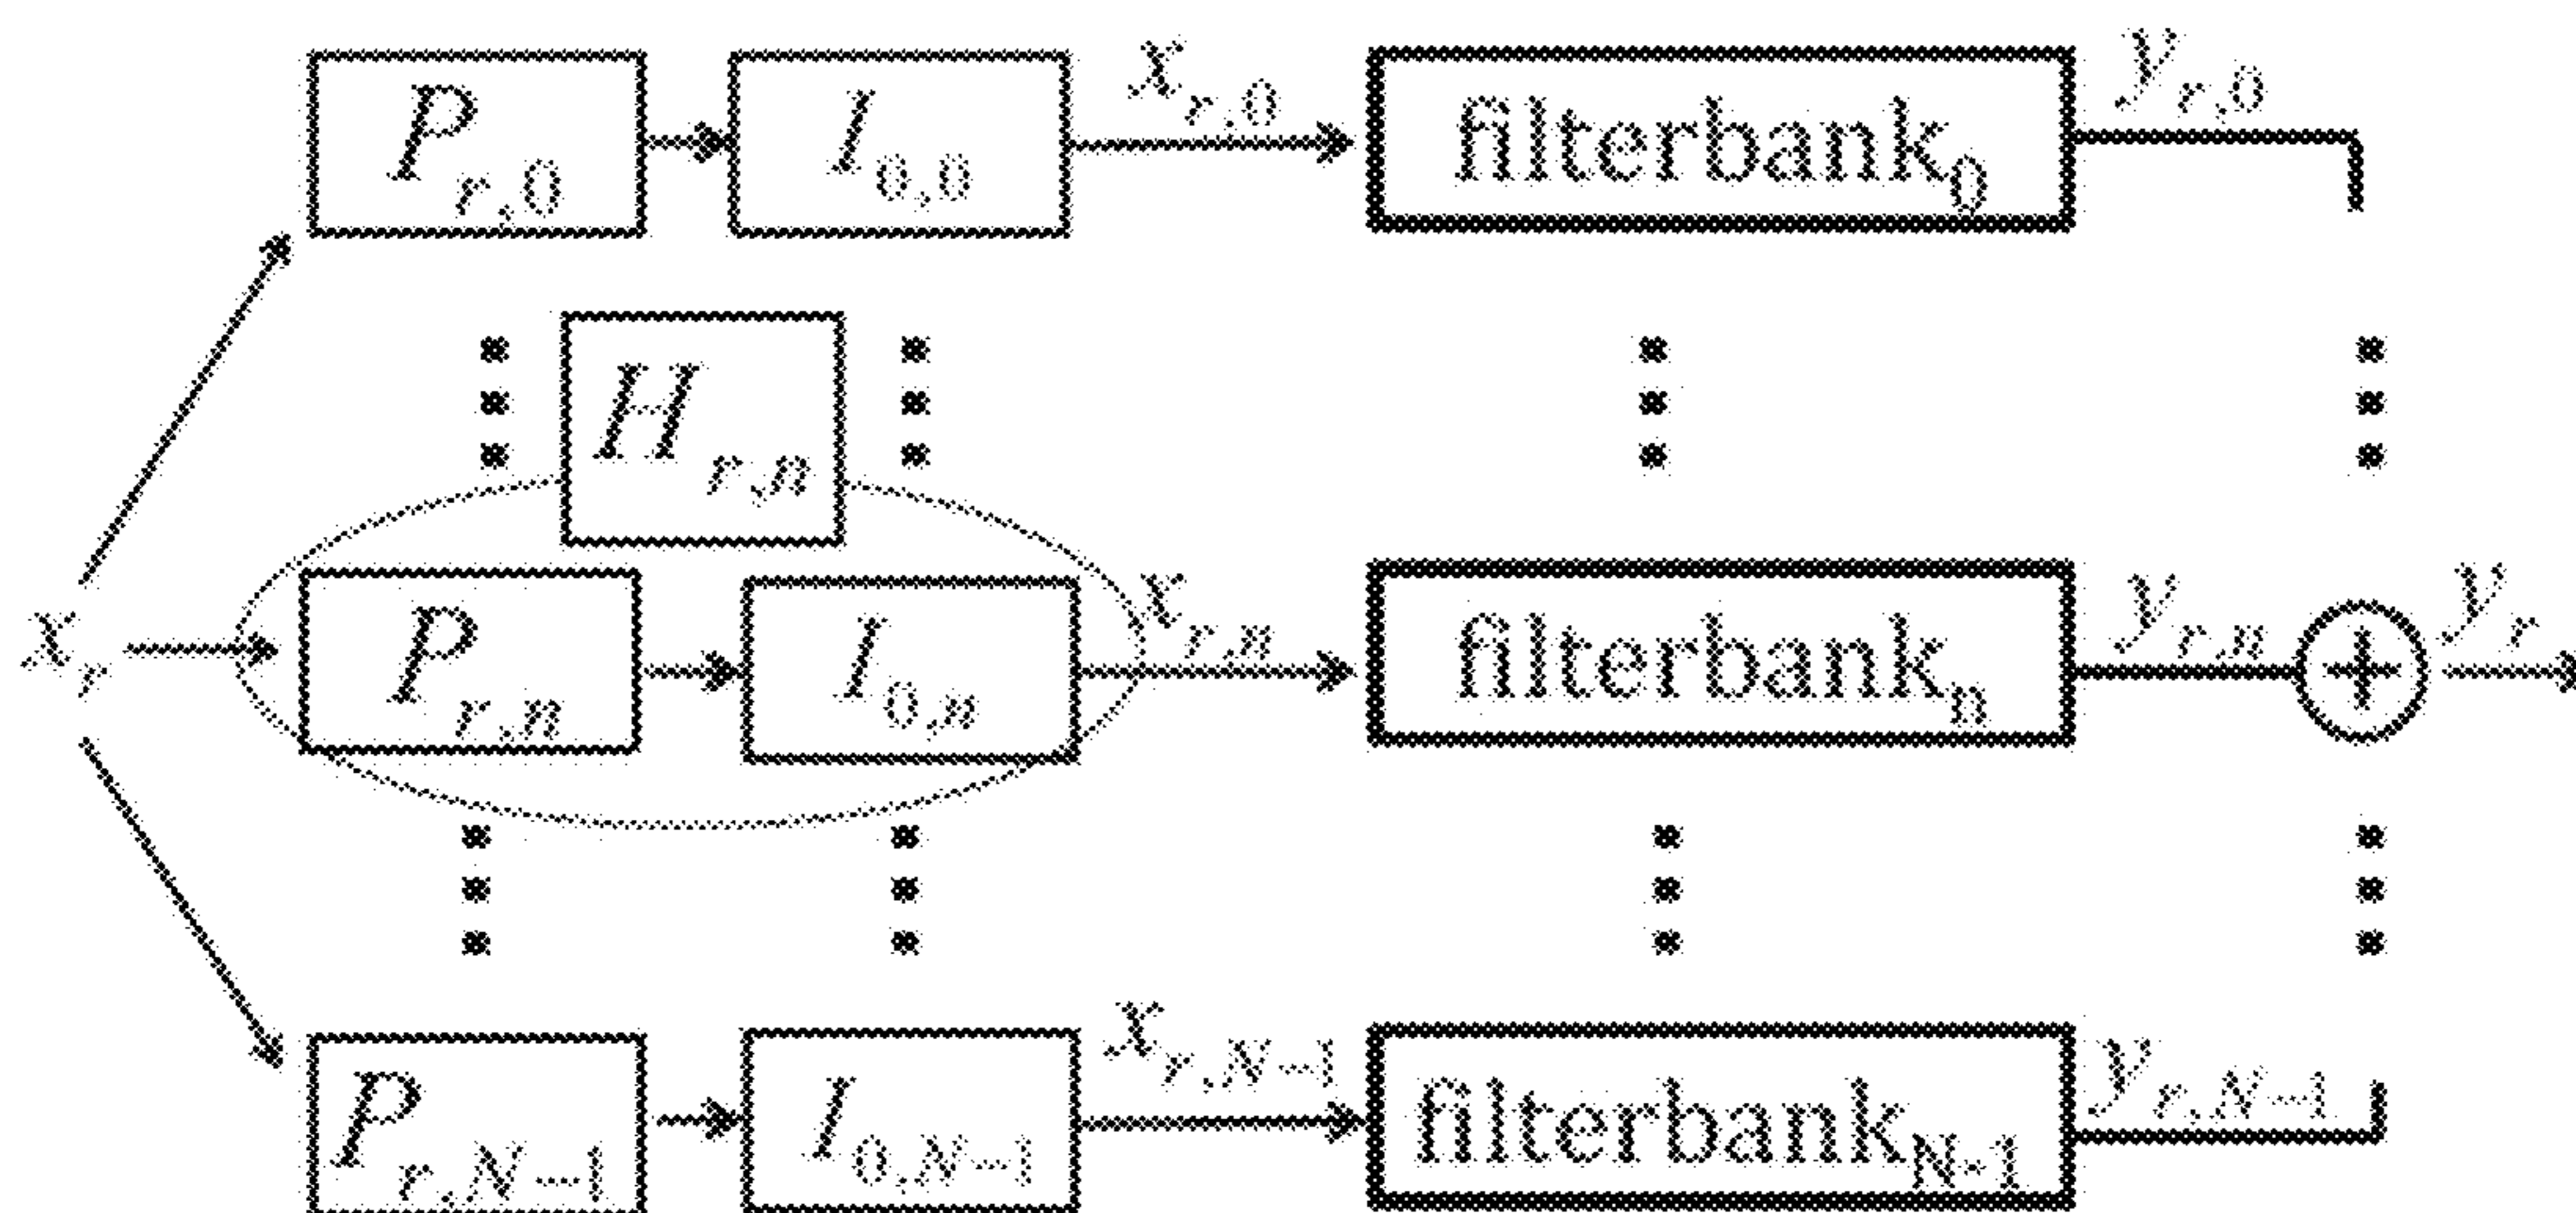 P_{r,0} I_{0,0} x_{r,0} filterbank_0 y_{r,0}
H_{r,n}
x_r P_{r,n} I_{0,n} x_{r,n} filterbank_n y_{r,n} + y_r
P_{r,N-1} I_{0,N-1} x_{r,N-1} filterbank_{N-1} y_{r,N-1}